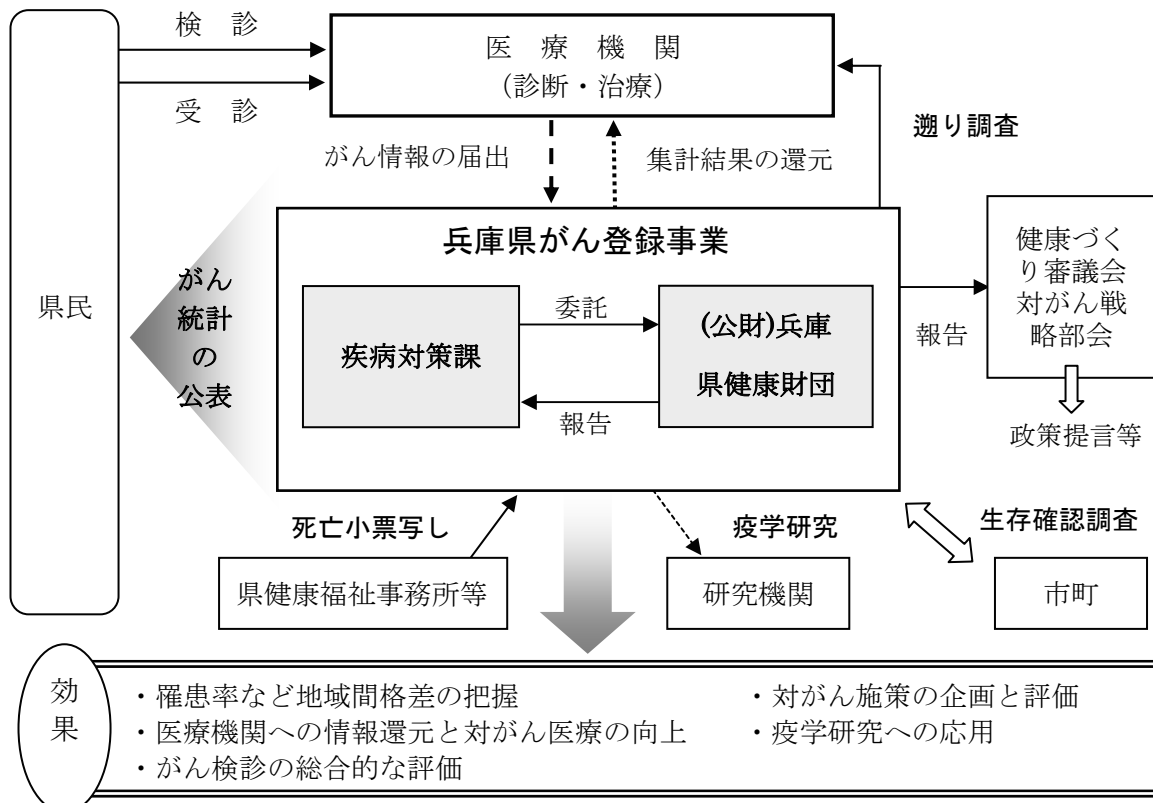 検　診
受　診
医　療　機　関
（診断・治療）
がん情報の届出
集計結果の還元
遡り調査
県民
がん
統計
の
公表
兵庫県がん登録事業
疾病対策課
委託
報告
(公財)兵庫
県健康財団
報告
健康づく
り審議会
対がん戦
略部会
政策提言等
死亡小票写し
疫学研究
生存確認調査
県健康福祉事務所等
研究機関
市町
効
果
・罹患率など地域間格差の把握
・医療機関への情報還元と対がん医療の向上
・がん検診の総合的な評価
・対がん施策の企画と評価
・疫学研究への応用